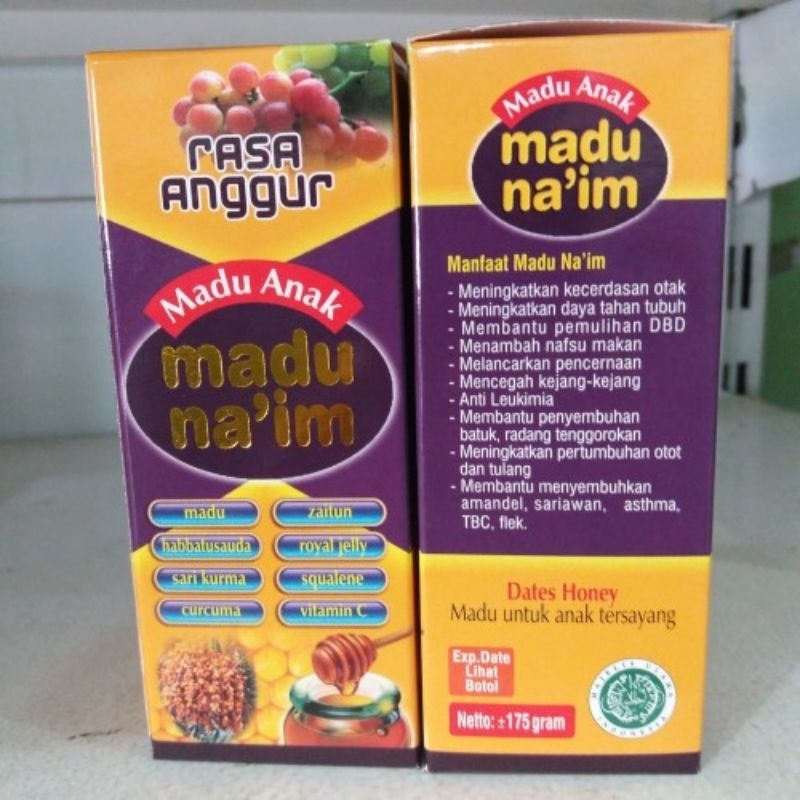 rasa
anggur
Madu Anak
madu
na'im
madu
zaitun
habbatusauda
royal jelly
sari kurma
squalene
curcuma
vitamin C
Madu Anak
madu
na'im
Manfaat Madu Na'im
- Meningkatkan kecerdasan otak
- Meningkatkan daya tahan tubuh
- Membantu pemulihan DBD
- Menambah nafsu makan
- Melancarkan pencernaan
- Mencegah kejang-kejang
- Anti Leukimia
- Membantu penyembuhan
batuk, radang tenggorokan
- Meningkatkan pertumbuhan otot
dan tulang
- Membantu menyembuhkan
amandel, sariawan, asthma,
TBC, flek.
Dates Honey
Madu untuk anak tersayang
Exp.Date
Lihat
Botol
Netto: ±175 gram
MAJELIS ULAMA
INDONESIA